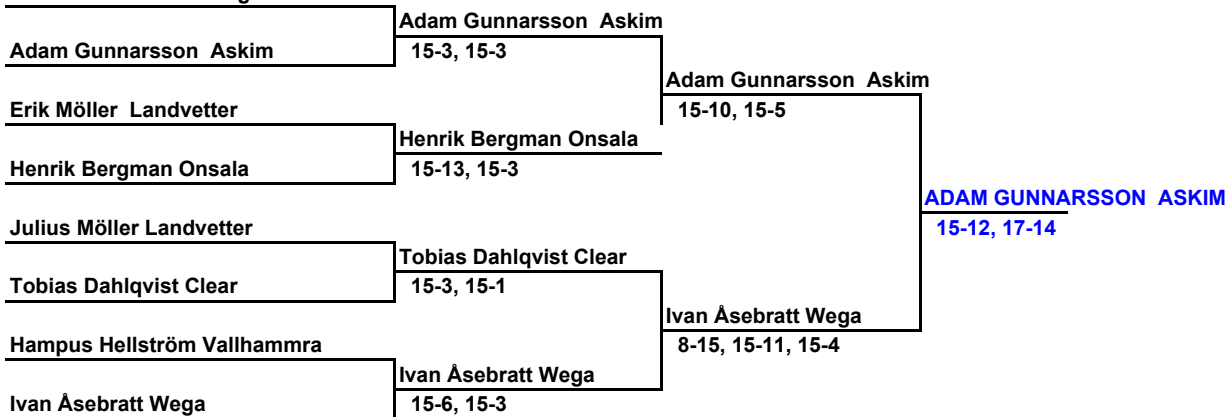 Adam Gunnarsson  Askim
Adam Gunnarsson  Askim
15-3, 15-3
Adam Gunnarsson  Askim
Erik Möller  Landvetter
15-10, 15-5
Henrik Bergman Onsala
Henrik Bergman Onsala
15-13, 15-3
ADAM GUNNARSSON  ASKIM
Julius Möller Landvetter
15-12, 17-14
Tobias Dahlqvist Clear
Tobias Dahlqvist Clear
15-3, 15-1
Ivan Åsebratt Wega
Hampus Hellström Vallhammra
8-15, 15-11, 15-4
Ivan Åsebratt Wega
Ivan Åsebratt Wega
15-6, 15-3